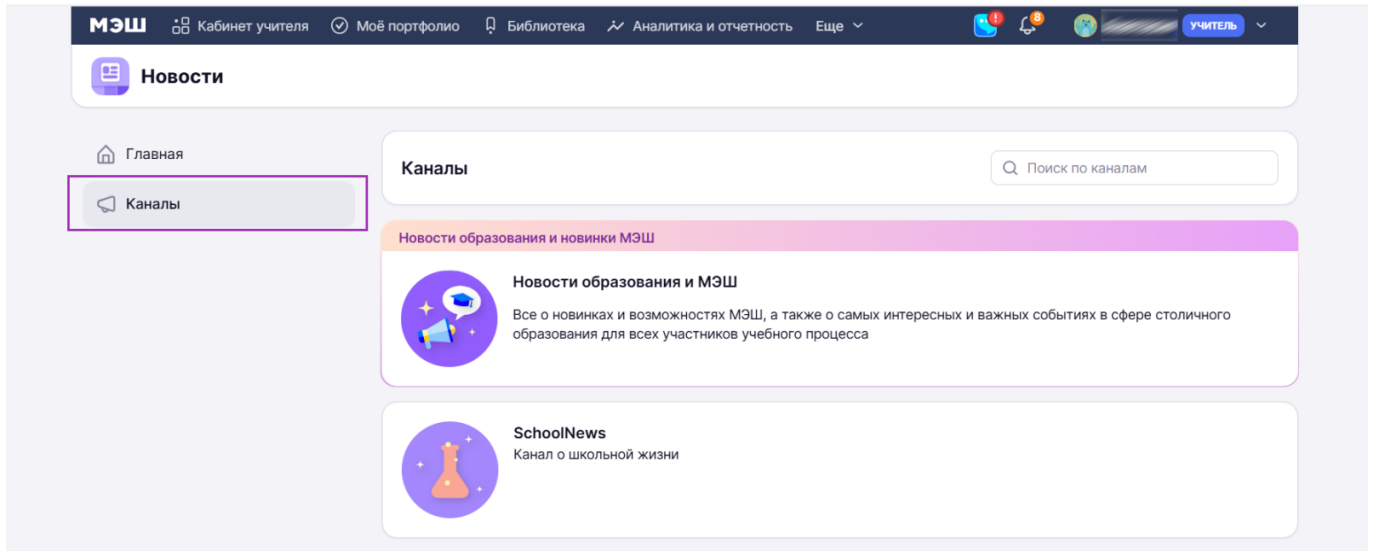 МЭШ Кабинет учителя Моё портфолио Библиотека Аналитика и отчетность Еще ! 8 УЧИТЕЛЬ
Новости
Главная
Каналы
Каналы Поиск по каналам
Новости образования и новинки МЭШ
Новости образования и МЭШ
Все о новинках и возможностях МЭШ, а также о самых интересных и важных событиях в сфере столичного
образования для всех участников учебного процесса
SchoolNews
Канал о школьной жизни